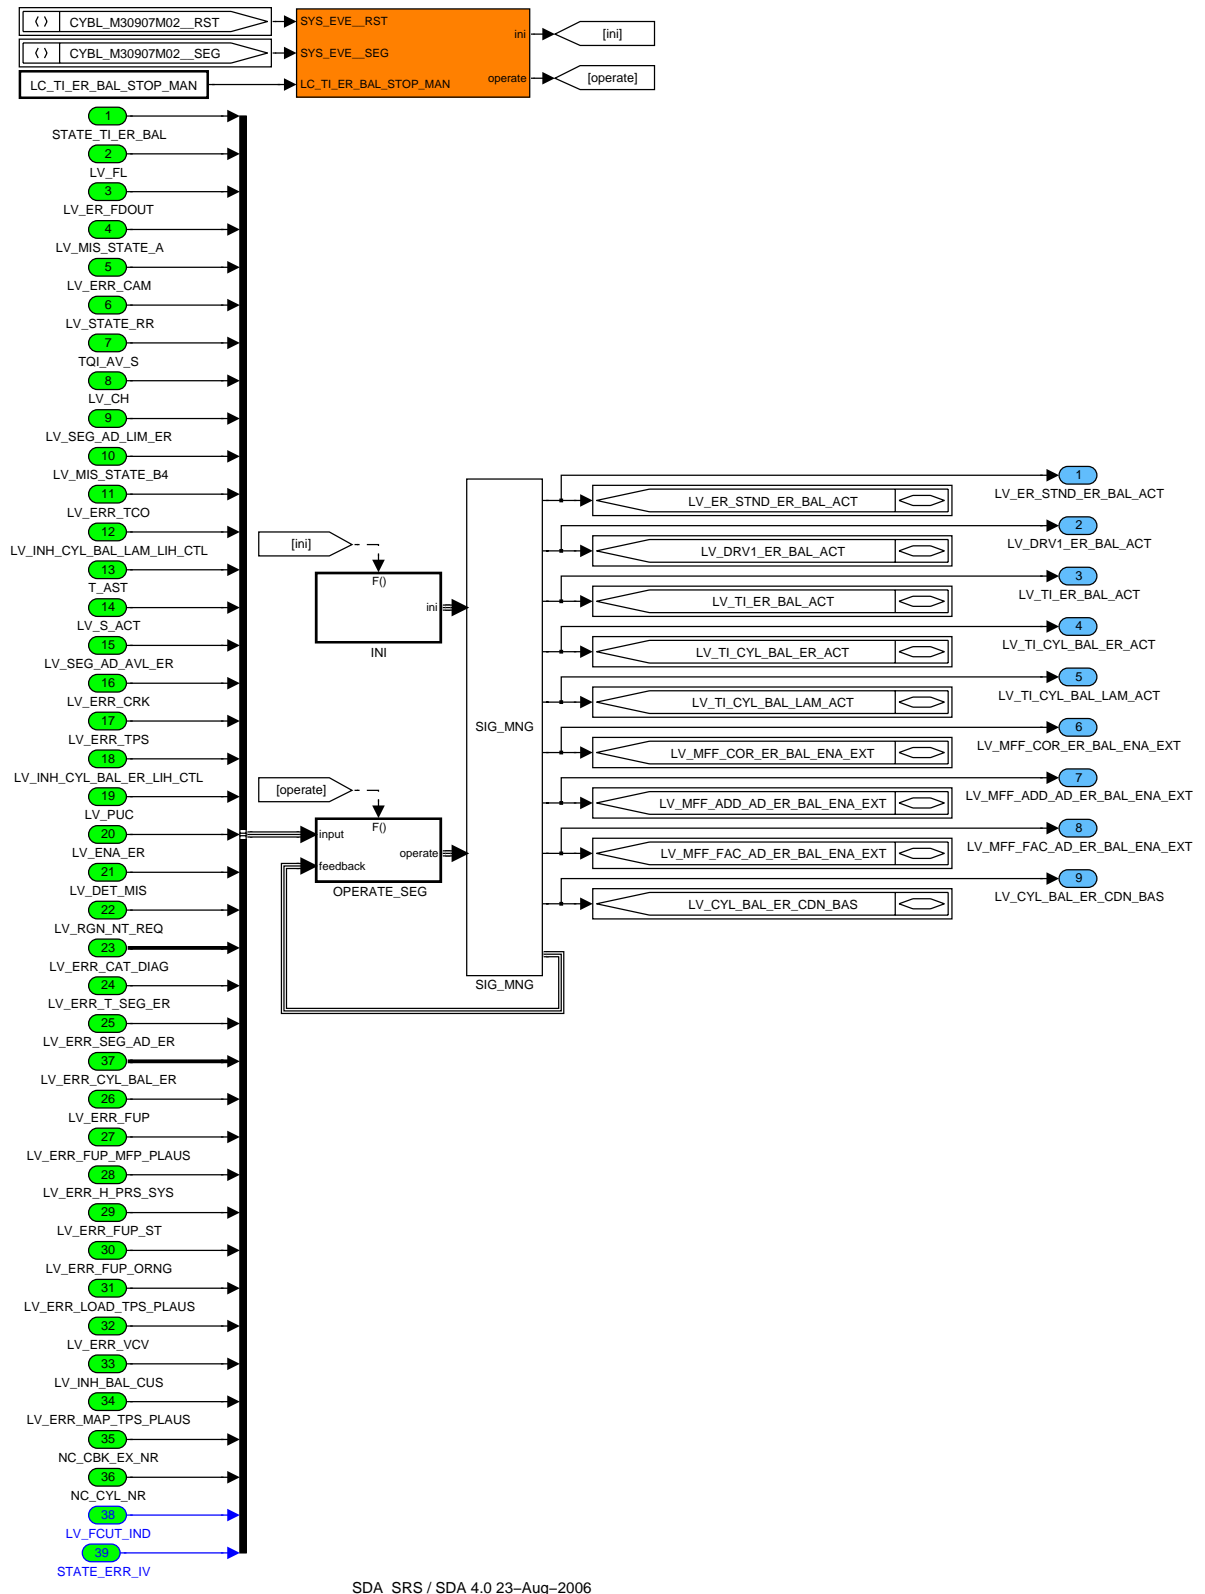 CYBL_M30907M02__RST
SYS_EVE__RST
ini
[ini]
CYBL_M30907M02__SEG
SYS_EVE__SEG
LC_TI_ER_BAL_STOP_MAN
LC_TI_ER_BAL_STOP_MAN
operate
[operate]
1
STATE_TI_ER_BAL
2
LV_FL
3
LV_ER_FDOUT
4
LV_MIS_STATE_A
5
LV_ERR_CAM
6
LV_STATE_RR
7
TQI_AV_S
8
LV_CH
9
LV_SEG_AD_LIM_ER
10
LV_MIS_STATE_B4
11
LV_ERR_TCO
12
LV_INH_CYL_BAL_LAM_LIH_CTL
13
T_AST
14
LV_S_ACT
15
LV_SEG_AD_AVL_ER
16
LV_ERR_CRK
17
LV_ERR_TPS
18
LV_INH_CYL_BAL_ER_LIH_CTL
19
LV_PUC
20
LV_ENA_ER
21
LV_DET_MIS
22
LV_RGN_NT_REQ
23
LV_ERR_CAT_DIAG
24
LV_ERR_T_SEG_ER
25
LV_ERR_SEG_AD_ER
37
LV_ERR_CYL_BAL_ER
26
LV_ERR_FUP
27
LV_ERR_FUP_MFP_PLAUS
28
LV_ERR_H_PRS_SYS
29
LV_ERR_FUP_ST
30
LV_ERR_FUP_ORNG
31
LV_ERR_LOAD_TPS_PLAUS
32
LV_ERR_VCV
33
LV_INH_BAL_CUS
34
LV_ERR_MAP_TPS_PLAUS
35
NC_CBK_EX_NR
36
NC_CYL_NR
38
LV_FCUT_IND
39
STATE_ERR_IV
[ini]
F()
ini
INI
[operate]
F()
input
operate
feedback
OPERATE_SEG
SIG_MNG
SIG_MNG
1
LV_ER_STND_ER_BAL_ACT
LV_ER_STND_ER_BAL_ACT
2
LV_DRV1_ER_BAL_ACT
LV_DRV1_ER_BAL_ACT
3
LV_TI_ER_BAL_ACT
LV_TI_ER_BAL_ACT
4
LV_TI_CYL_BAL_ER_ACT
LV_TI_CYL_BAL_ER_ACT
5
LV_TI_CYL_BAL_LAM_ACT
LV_TI_CYL_BAL_LAM_ACT
6
LV_MFF_COR_ER_BAL_ENA_EXT
LV_MFF_COR_ER_BAL_ENA_EXT
7
LV_MFF_ADD_AD_ER_BAL_ENA_EXT
LV_MFF_ADD_AD_ER_BAL_ENA_EXT
8
LV_MFF_FAC_AD_ER_BAL_ENA_EXT
LV_MFF_FAC_AD_ER_BAL_ENA_EXT
9
LV_CYL_BAL_ER_CDN_BAS
LV_CYL_BAL_ER_CDN_BAS
SDA_SRS / SDA 4.0 23–Aug–2006